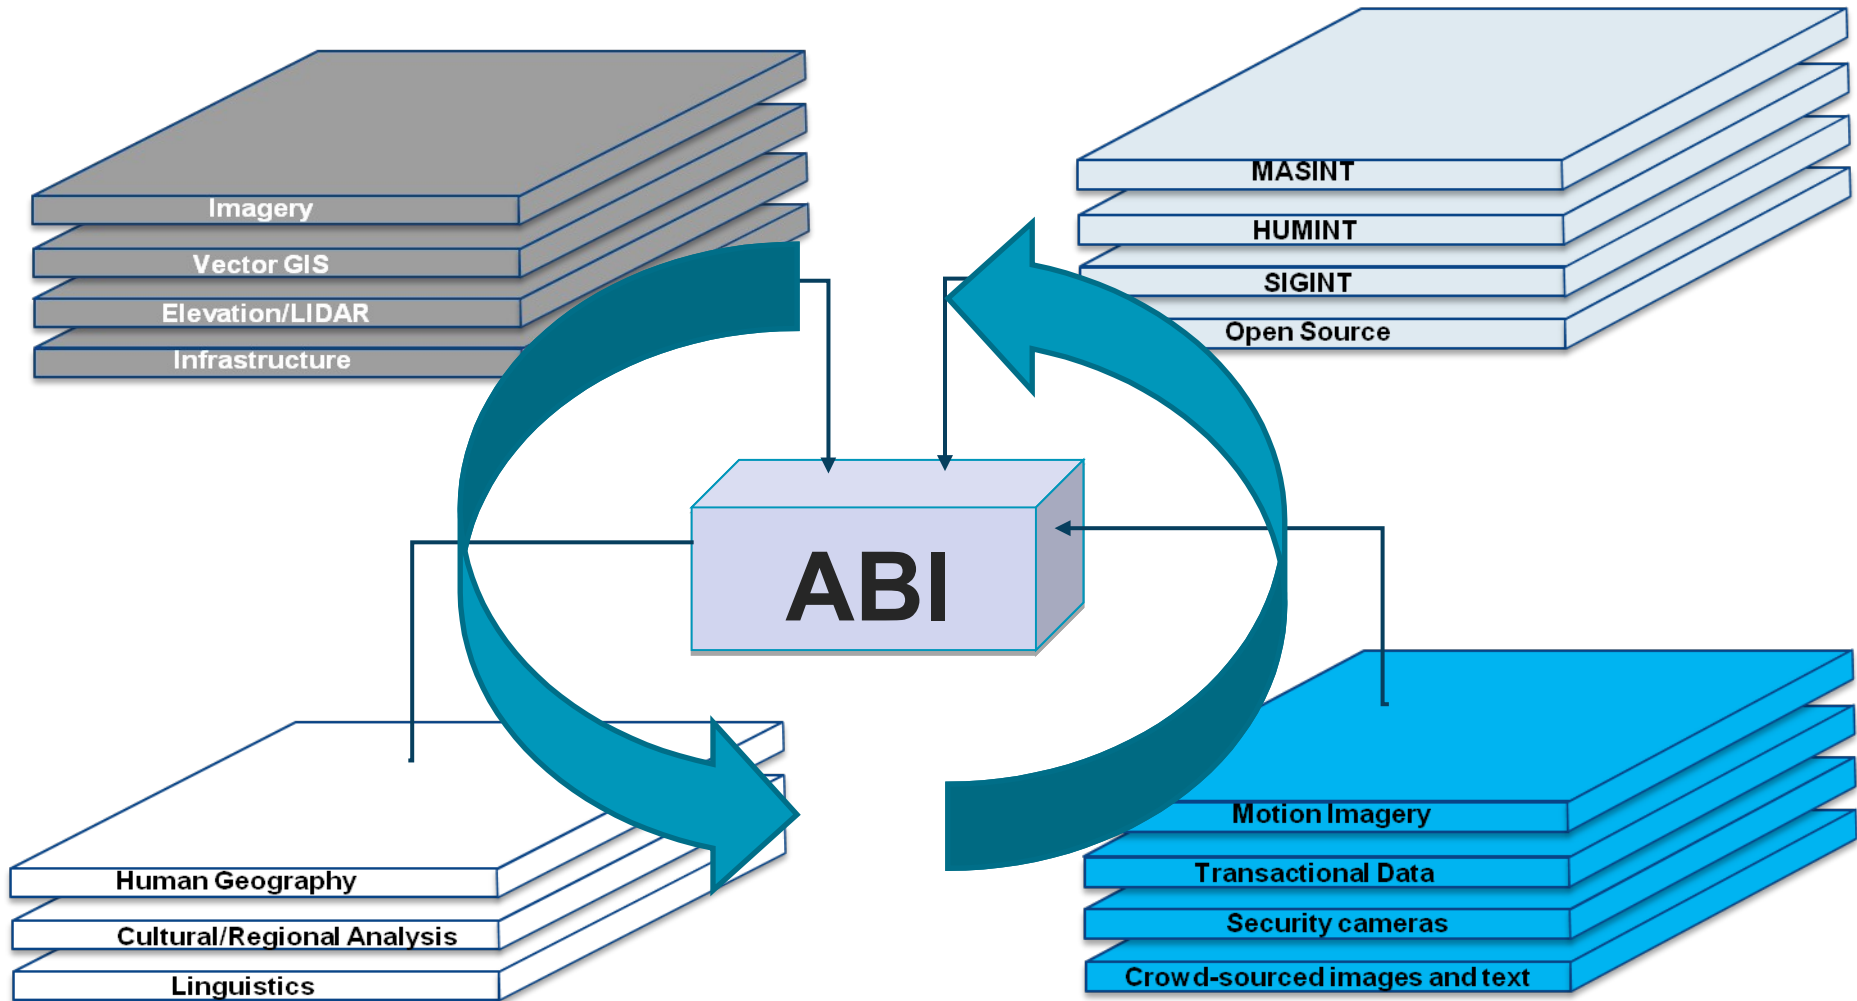 Imagery
Vector GIS
Elevation/LIDAR
Infrastructure
MASINT
HUMINT
SIGINT
Open Source
ABI
Human Geography
Cultural/Regional Analysis
Linguistics
Motion Imagery
Transactional Data
Security cameras
Crowd-sourced images and text